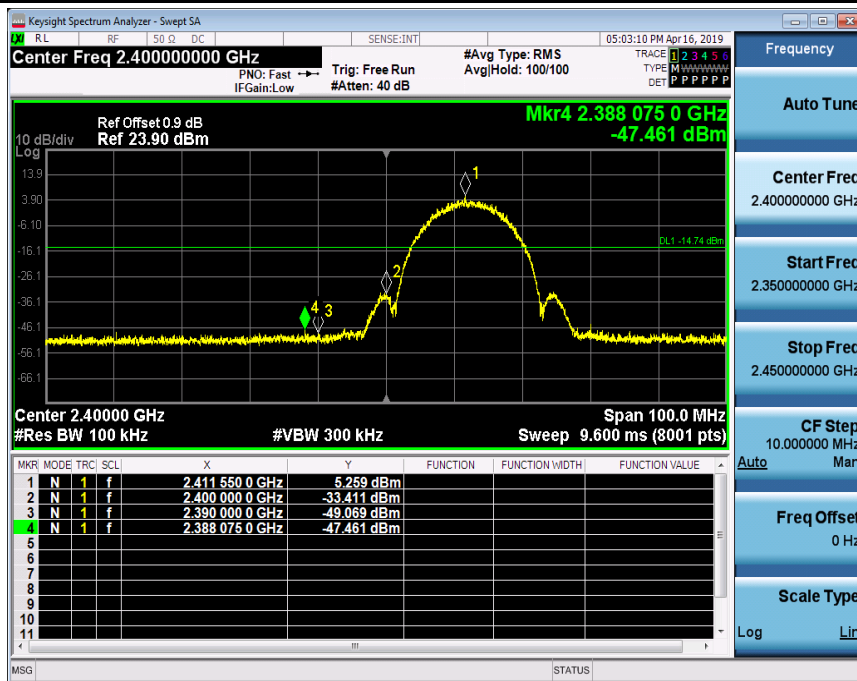 Keysight Spectrum Analyzer - Swept SA
LXI RL RF 50 Ω DC SENSE:INT 05:03:10 PM Apr 16, 2019
Center Freq 2.400000000 GHz
PNO: Fast
IFGain:Low
Trig: Free Run
#Atten: 40 dB
#Avg Type: RMS
Avg|Hold: 100/100
TRACE 1 2 3 4 5 6
TYPE M W W W W W
DET P P P P P P
Mkr4 2.388 075 0 GHz
-47.461 dBm
Ref Offset 0.9 dB
10 dB/div Ref 23.90 dBm
Log
13.9
3.90
-6.10
-16.1
-26.1
-36.1
-46.1
-56.1
-66.1
1
2
4 3
DL1 -14.74 dBm
Center 2.40000 GHz Span 100.0 MHz
#Res BW 100 kHz #VBW 300 kHz Sweep 9.600 ms (8001 pts)
MKR MODE TRC SCL X Y FUNCTION FUNCTION WIDTH FUNCTION VALUE
1 N 1 f 2.411 550 0 GHz 5.259 dBm
2 N 1 f 2.400 000 0 GHz -33.411 dBm
3 N 1 f 2.390 000 0 GHz -49.069 dBm
4 N 1 f 2.388 075 0 GHz -47.461 dBm
5
6
7
8
9
10
11
MSG STATUS
Frequency
Auto Tune
Center Freq
2.400000000 GHz
Start Freq
2.350000000 GHz
Stop Freq
2.450000000 GHz
CF Step
10.000000 MHz
Auto Man
Freq Offset
0 Hz
Scale Type
Log Lin